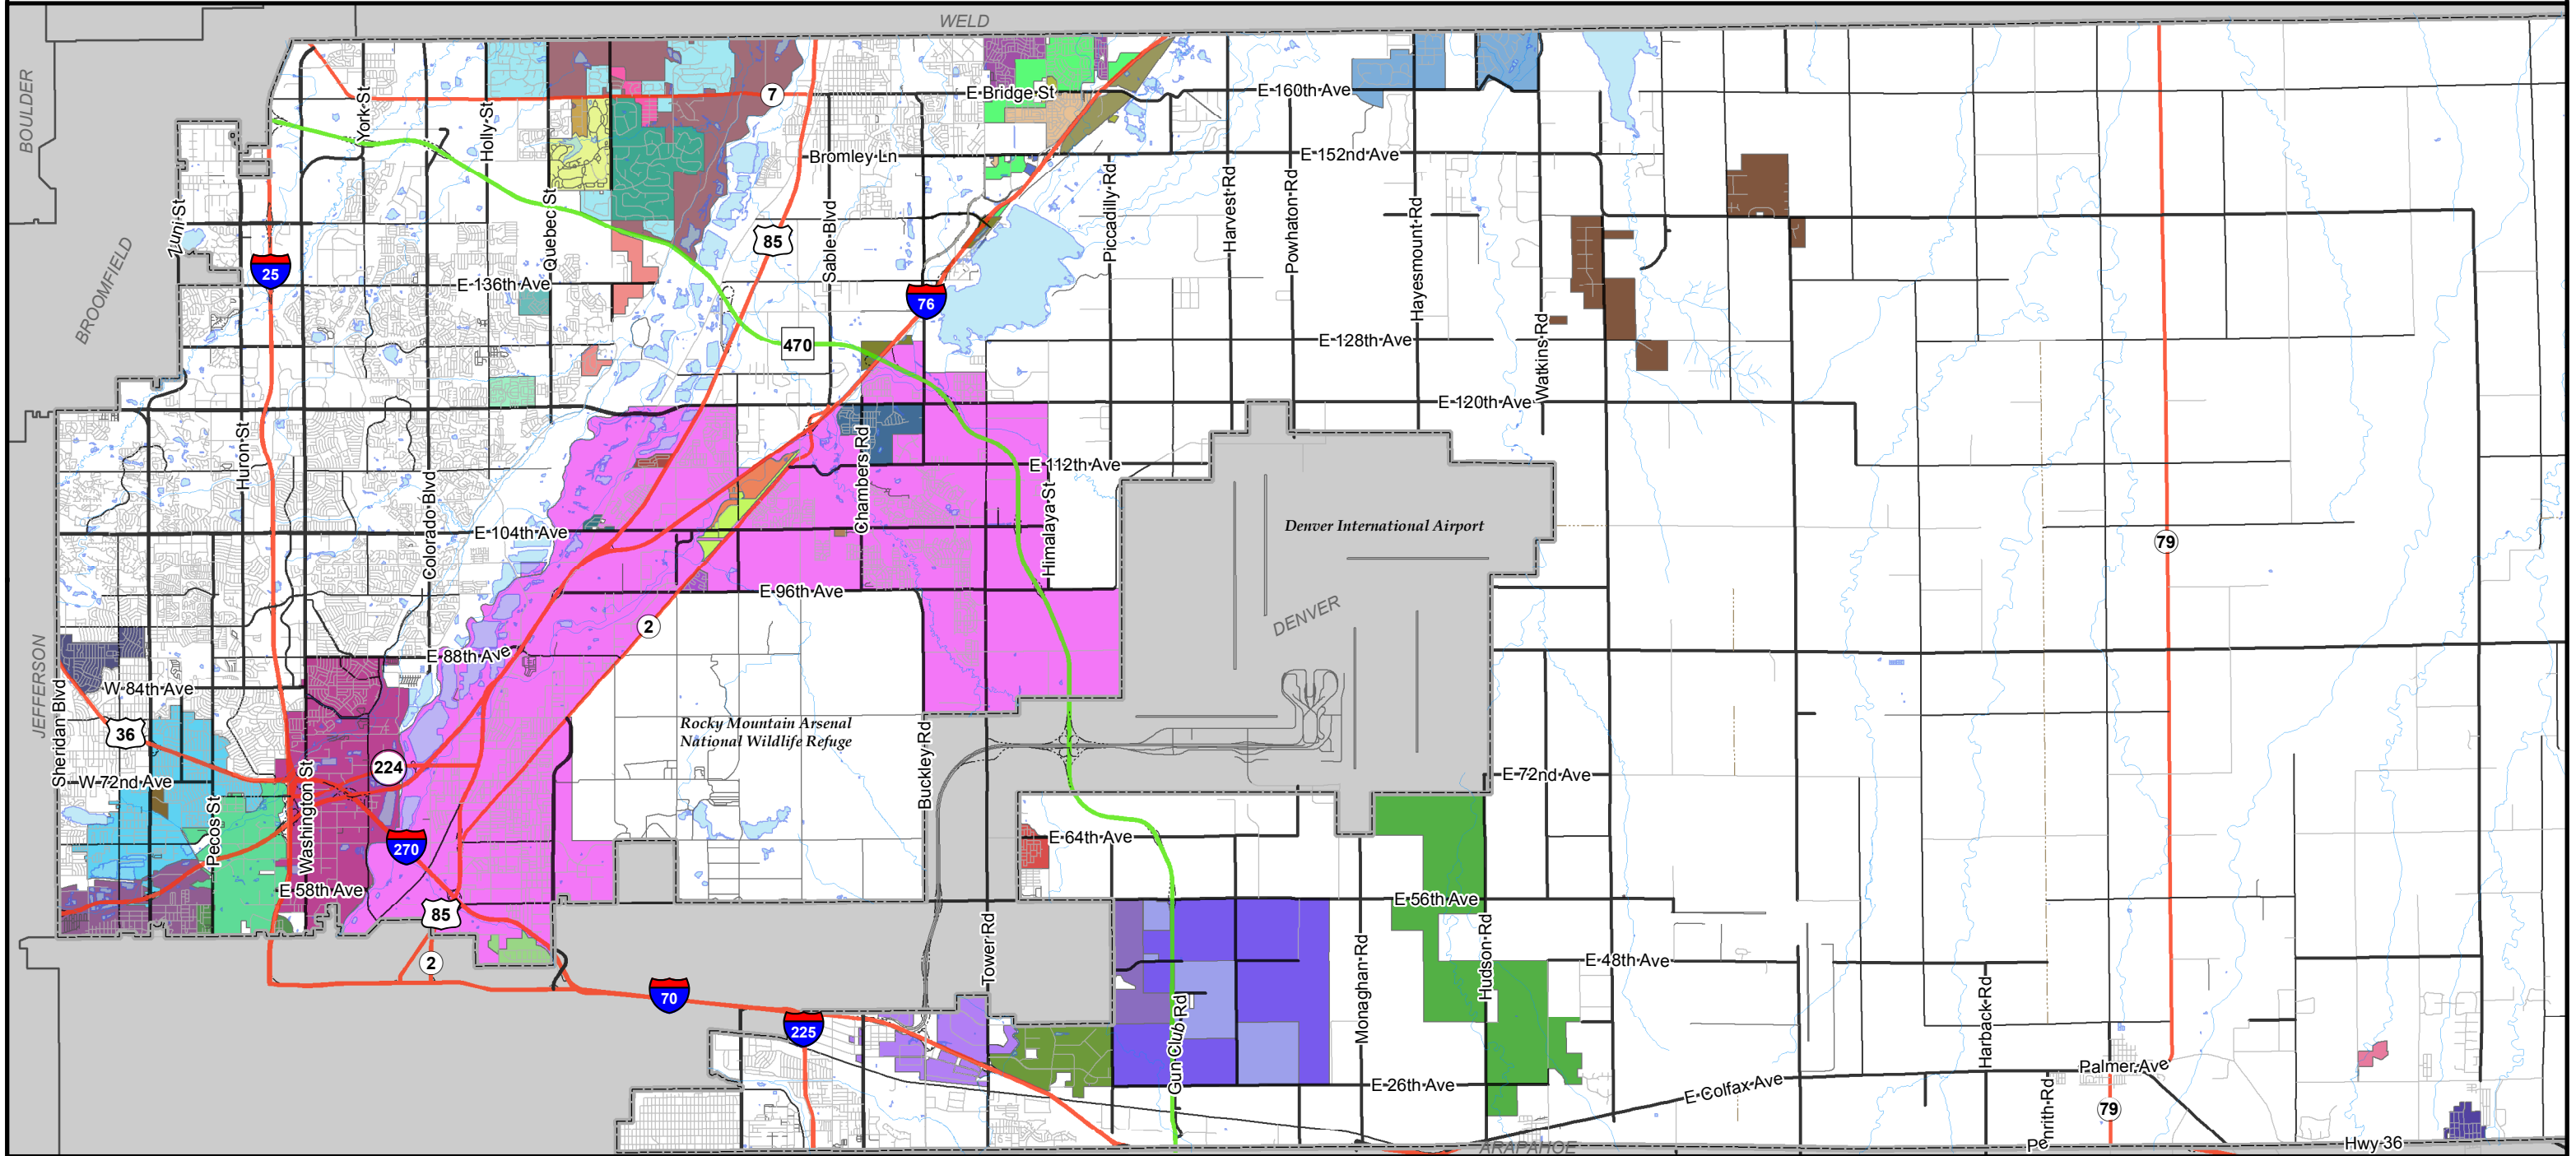 WELD
BOULDER
BROOMFIELD
JEFFERSON
7
E Bridge St
E 160th Ave
York St
Holly St
Bromley Ln
E 152nd Ave
Zuni St
Quebec St
85
Sable Blvd
Piccadilly Rd
Harvest Rd
Powhaton Rd
Hayesmount Rd
25
E 136th Ave
76
470
E 128th Ave
Watkins Rd
E 120th Ave
Huron St
Colorado Blvd
Chambers Rd
E 112th Ave
Himalaya St
E 104th Ave
Denver International Airport
79
E 96th Ave
DENVER
2
E 88th Ave
W 84th Ave
Sheridan Blvd
36
Rocky Mountain Arsenal
National Wildlife Refuge
Buckley Rd
224
W 72nd Ave
E 72nd Ave
Pecos St
Washington St
270
E 64th Ave
E 58th Ave
85
E 56th Ave
Tower Rd
Monaghan Rd
Hudson Rd
2
E 48th Ave
70
Gun Club Rd
Harback Rd
225
E 26th Ave
E Colfax Ave
Palmer Ave
Penrith Rd
79
ARAPAHOE
Pe
Hwy 36